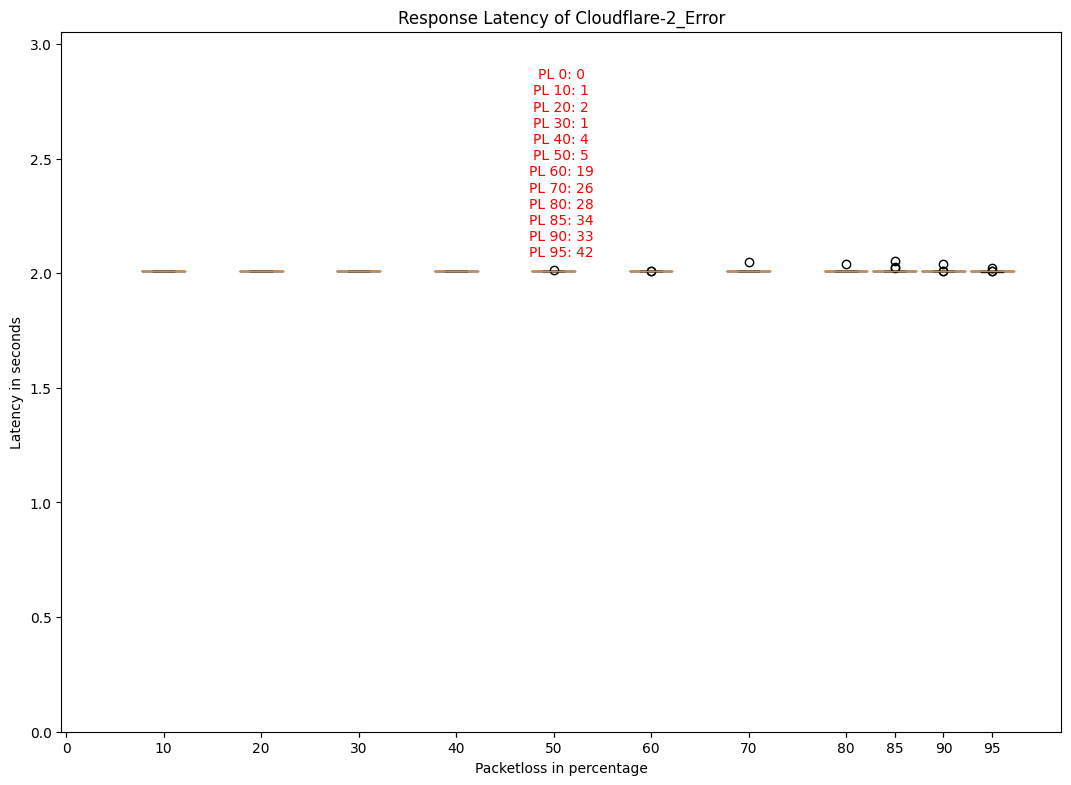 Response Latency of Cloudflare-2_Error
3.0
2.5
2.0
1.5
1.0
0.5
0.0
Latency in seconds
PL 0: 0
PL 10: 1
PL 20: 2
PL 30: 1
PL 40: 4
PL 50: 5
PL 60: 19
PL 70: 26
PL 80: 28
PL 85: 34
PL 90: 33
PL 95: 42
0 10 20 30 40 50 60 70 80 85 90 95
Packetloss in percentage